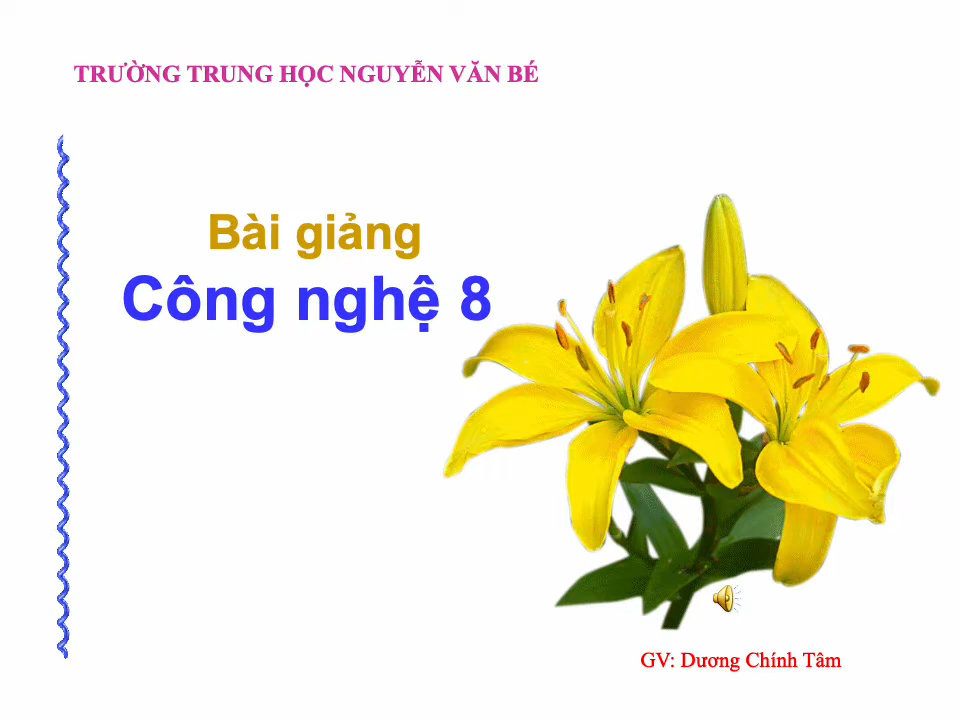 TRƯỜNG TRUNG HỌC NGUYỄN VĂN BÉ
Bài giảng
Công nghệ 8
GV: Dương Chính Tâm